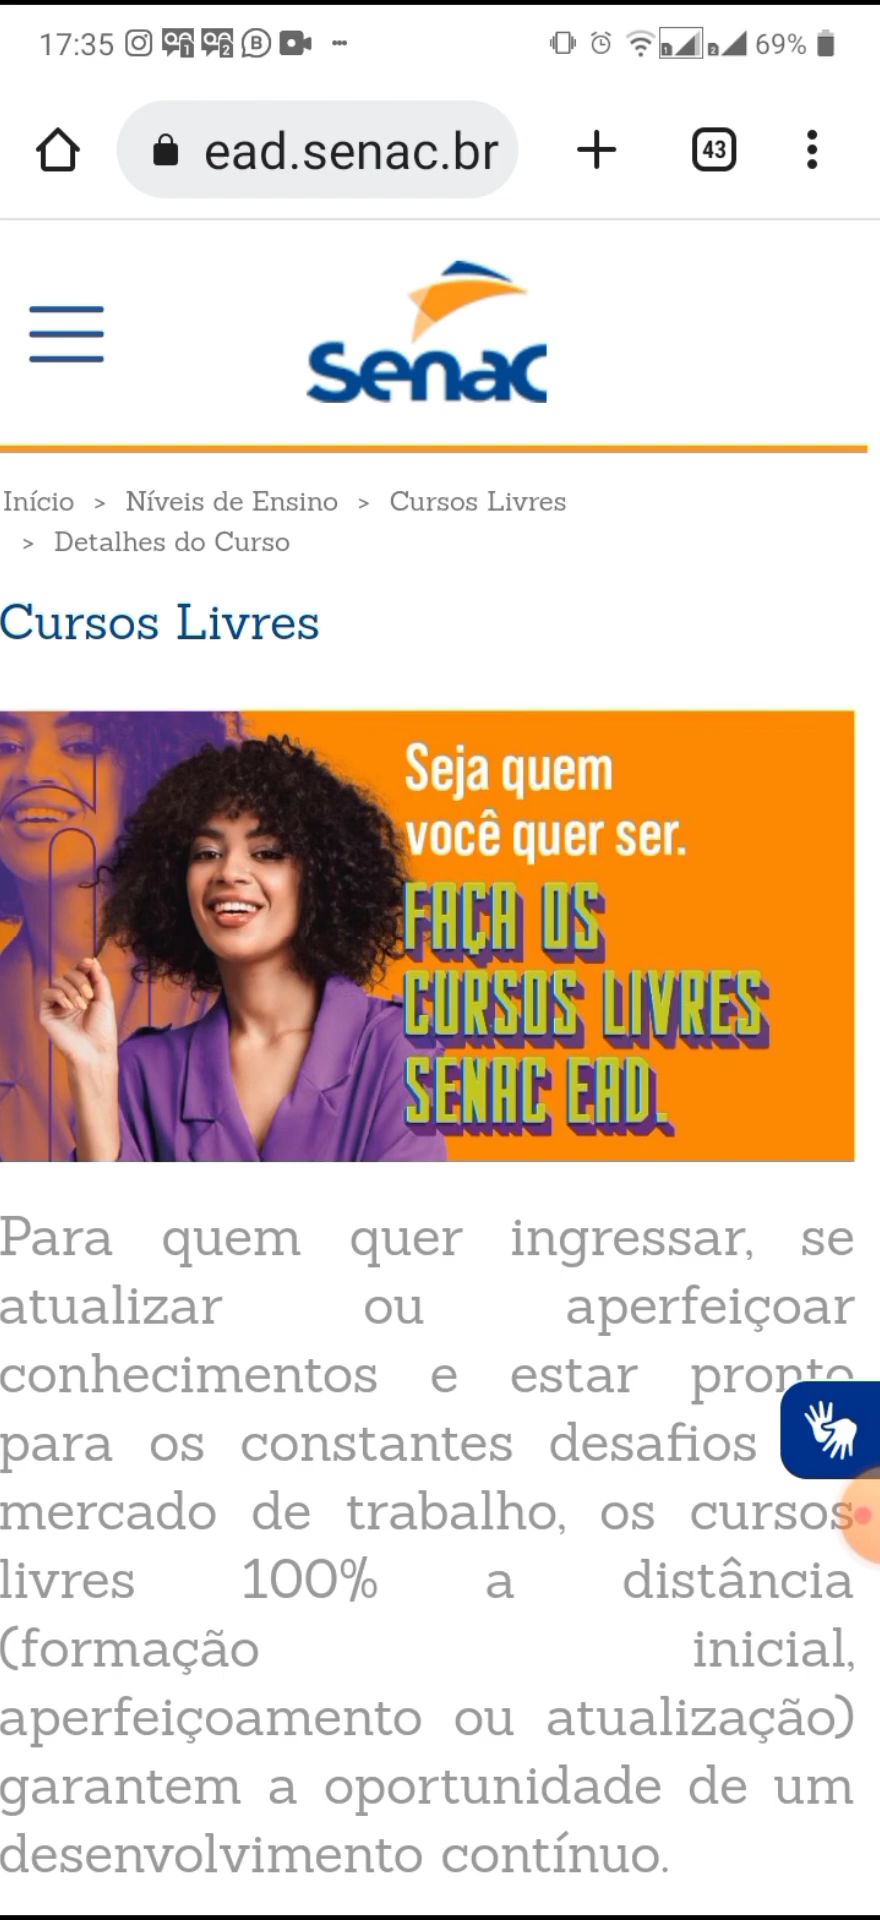 17:35
69%
ead.senac.br
43
senac
Início > Níveis de Ensino > Cursos Livres
> Detalhes do Curso
Cursos Livres
Seja quem
você quer ser.
FAÇA OS
CURSOS LIVRES
SENAC EAD.
Para quem quer ingressar, se
atualizar ou aperfeiçoar
conhecimentos e estar pronto
para os constantes desafios
mercado de trabalho, os cursos
livres 100% a distância
(formação inicial,
aperfeiçoamento ou atualização)
garantem a oportunidade de um
desenvolvimento contínuo.